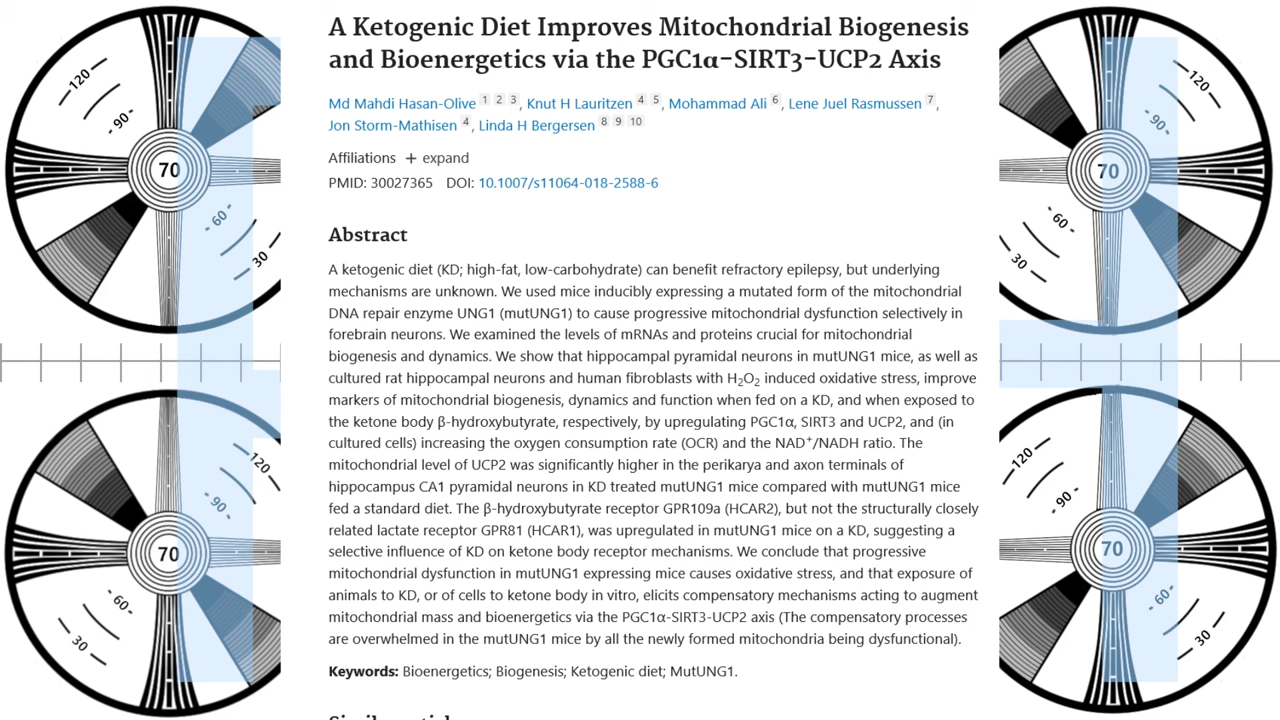 A Ketogenic Diet Improves Mitochondrial Biogenesis
and Bioenergetics via the PGC1α-SIRT3-UCP2 Axis
Md Mahdi Hasan-Olive 1 2 3, Knut H Lauritzen 4 5, Mohammad Ali 6, Lene Juel Rasmussen 7,
Jon Storm-Mathisen 4, Linda H Bergersen 8 9 10
Affiliations + expand
PMID: 30027365 DOI: 10.1007/s11064-018-2588-6
Abstract
A ketogenic diet (KD; high-fat, low-carbohydrate) can benefit refractory epilepsy, but underlying
mechanisms are unknown. We used mice inducibly expressing a mutated form of the mitochondrial
DNA repair enzyme UNG1 (mutUNG1) to cause progressive mitochondrial dysfunction selectively in
forebrain neurons. We examined the levels of mRNAs and proteins crucial for mitochondrial
biogenesis and dynamics. We show that hippocampal pyramidal neurons in mutUNG1 mice, as well as
cultured rat hippocampal neurons and human fibroblasts with H₂O₂ induced oxidative stress, improve
markers of mitochondrial biogenesis, dynamics and function when fed on a KD, and when exposed to
the ketone body β-hydroxybutyrate, respectively, by upregulating PGC1α, SIRT3 and UCP2, and (in
cultured cells) increasing the oxygen consumption rate (OCR) and the NAD⁺/NADH ratio. The
mitochondrial level of UCP2 was significantly higher in the perikarya and axon terminals of
hippocampus CA1 pyramidal neurons in KD treated mutUNG1 mice compared with mutUNG1 mice
fed a standard diet. The β-hydroxybutyrate receptor GPR109a (HCAR2), but not the structurally closely
related lactate receptor GPR81 (HCAR1), was upregulated in mutUNG1 mice on a KD, suggesting a
selective influence of KD on ketone body receptor mechanisms. We conclude that progressive
mitochondrial dysfunction in mutUNG1 expressing mice causes oxidative stress, and that exposure of
animals to KD, or of cells to ketone body in vitro, elicits compensatory mechanisms acting to augment
mitochondrial mass and bioenergetics via the PGC1α-SIRT3-UCP2 axis (The compensatory processes
are overwhelmed in the mutUNG1 mice by all the newly formed mitochondria being dysfunctional).
Keywords: Bioenergetics; Biogenesis; Ketogenic diet; MutUNG1.
120
- 90 -
70
- 60 -
30
120
- 90 -
70
- 60 -
30
120
- 90 -
70
- 60 -
30
120
- 90 -
70
- 60 -
30